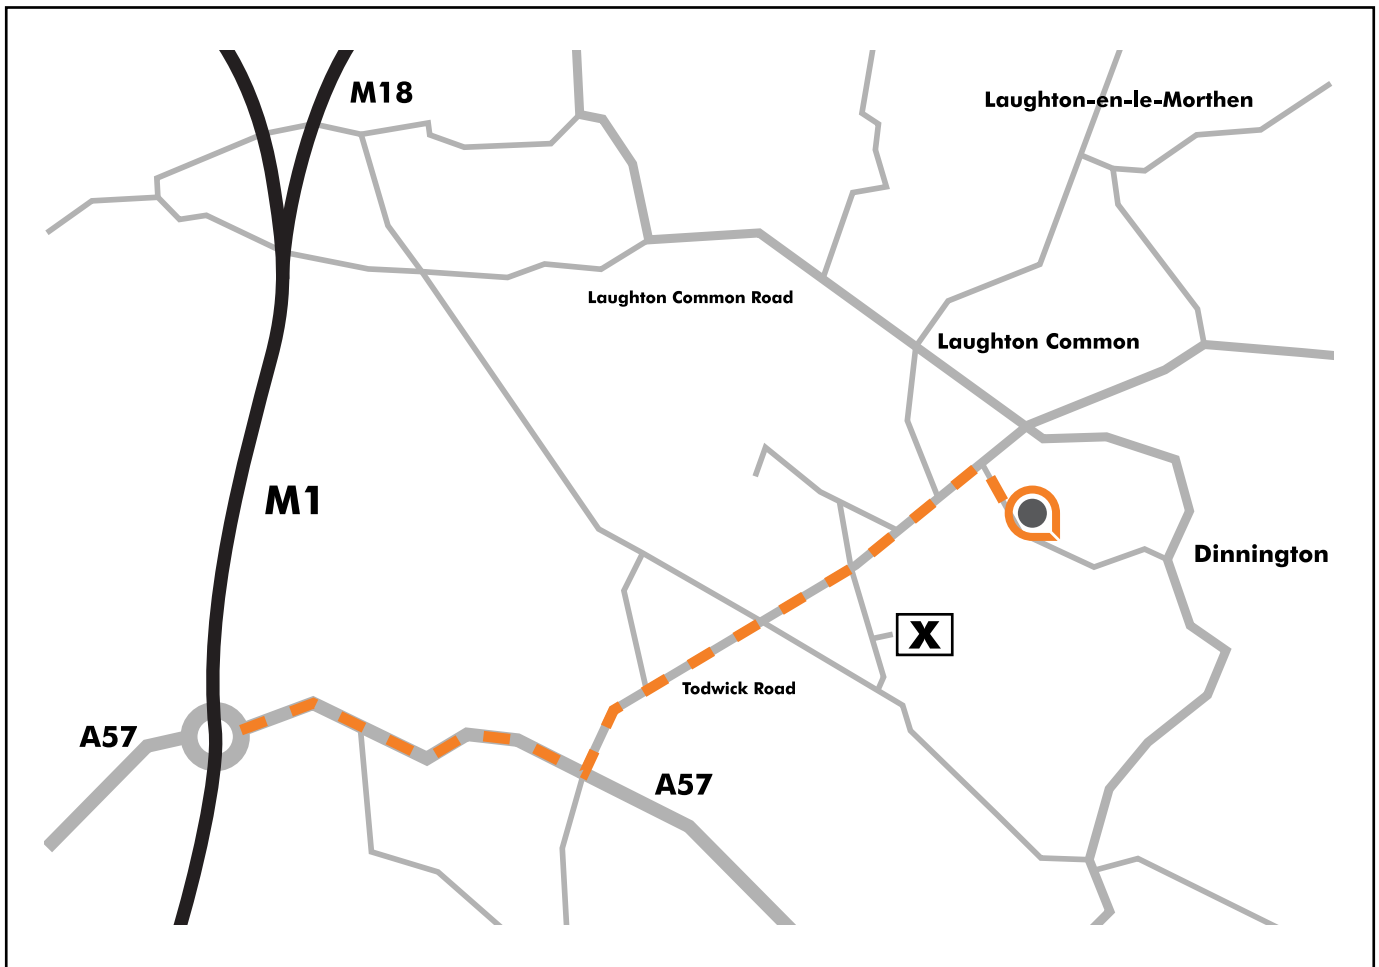 M18
Laughton-en-le-Morthen
Laughton Common Road
Laughton Common
M1
Dinnington
X
Todwick Road
A57
A57